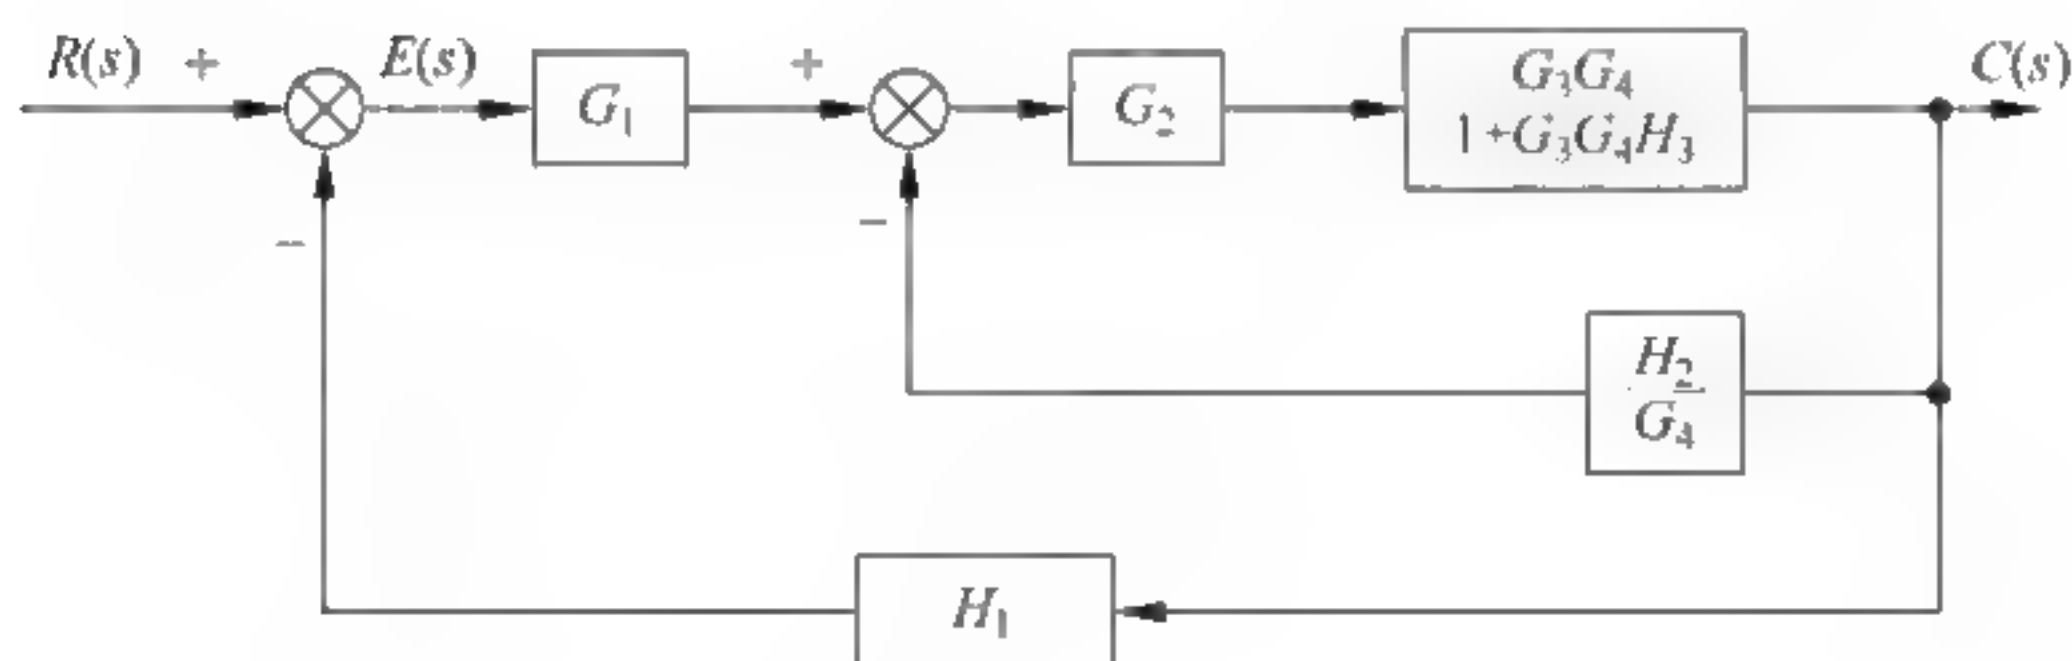 R(s) + E(s) G₁ + G₂ G₃G₄ C(s)
1+G₃G₄H₃
−
−
H₂
G₄
H₁